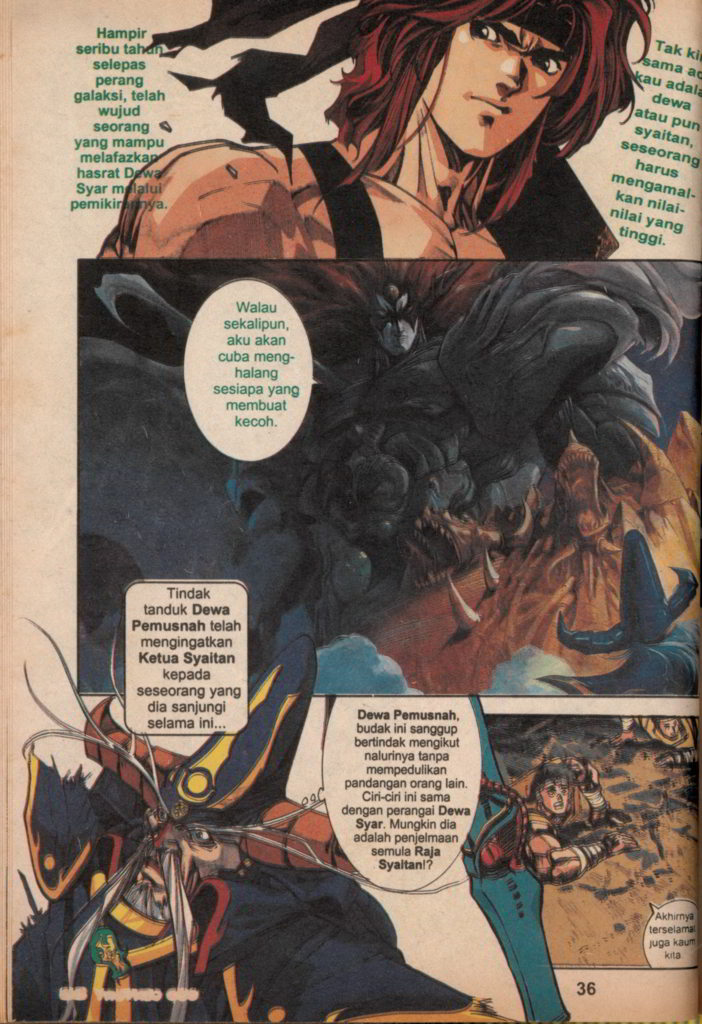 Hampir
seribu tahun
selepas
perang
galaksi, telah
wujud
seorang
yang mampu
melafazkan
hasrat Dewa
Syar melalui
pemikirannya.
Tak
sama
kau
dewa
atau pun
syaitan,
seseorang
harus
mengamal-
kan nilai-
nilai yang
tinggi.
Walau
sekalipun,
aku akan
cuba meng-
halang
sesiapa yang
membuat
kecoh.
Tindak
tanduk Dewa
Pemusnah telah
mengingatkan
Ketua Syaitan
kepada
seseorang yang
dia sanjungi
selama ini...
Dewa Pemusnah,
budak ini sanggup
bertindak mengikut
nalurinya tanpa
mempedulikan
pandangan orang lain.
Ciri-ciri ini sama
dengan perangai Dewa
Syar. Mungkin dia
adalah penjelmaan
semula Raja
Syaitan!?
Akhirnya
terselamat
juga kaum
kita.
36